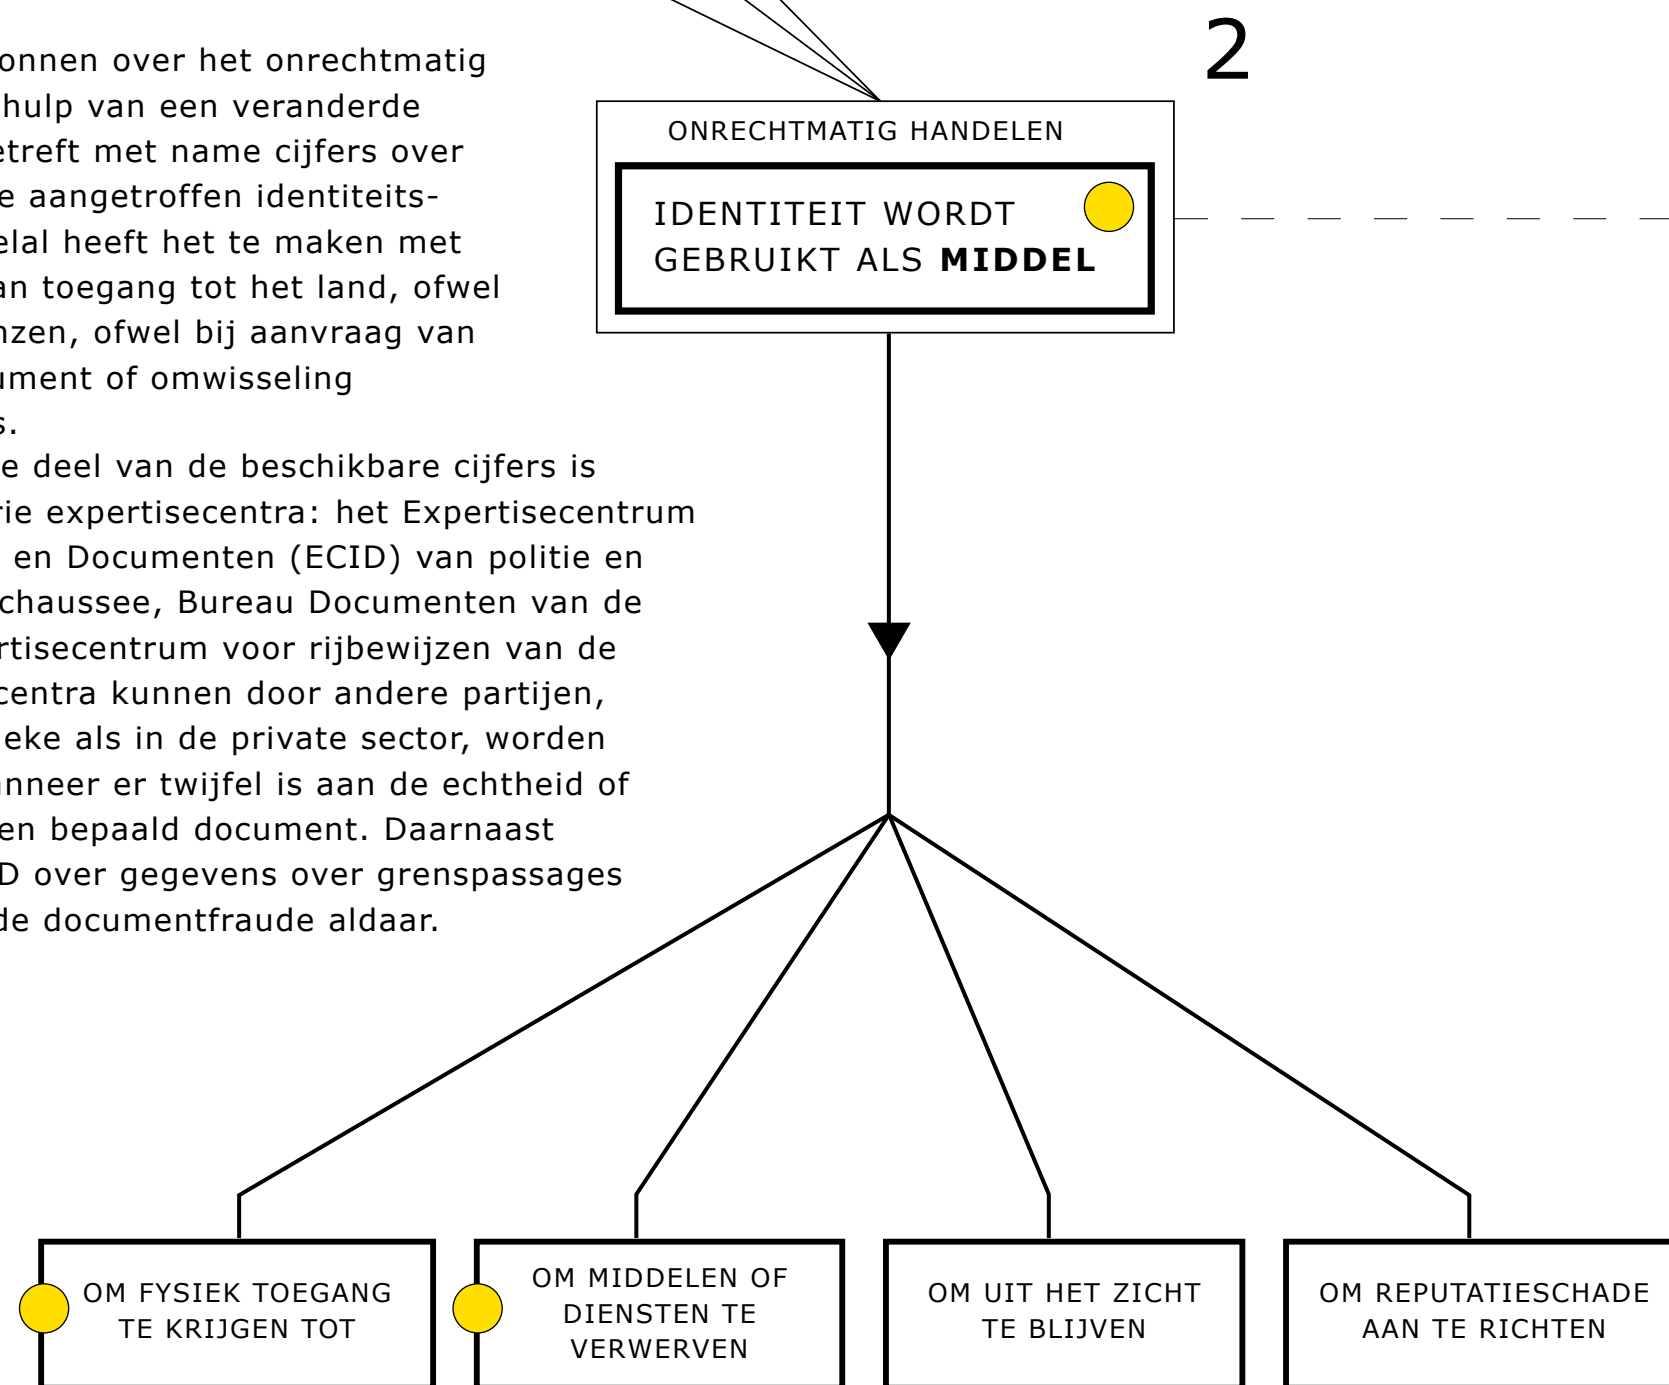 onnen over het onrechtmatig
hulp van een veranderde
etreft met name cijfers over
e aangetroffen identiteits-
elal heeft het te maken met
an toegang tot het land, ofwel
nzen, ofwel bij aanvraag van
ument of omwisseling
s.
e deel van de beschikbare cijfers is
rie expertisecentra: het Expertisecentrum
en Documenten (ECID) van politie en
chaussee, Bureau Documenten van de
rtisecentrum voor rijbewijzen van de
centra kunnen door andere partijen,
ieke als in de private sector, worden
anneer er twijfel is aan de echtheid of
en bepaald document. Daarnaast
D over gegevens over grenspassages
de documentfraude aldaar.
2
ONRECHTMATIG HANDELEN
IDENTITEIT WORDT
GEBRUIKT ALS MIDDEL
OM FYSIEK TOEGANG
TE KRIJGEN TOT
OM MIDDELEN OF
DIENSTEN TE
VERWERVEN
OM UIT HET ZICHT
TE BLIJVEN
OM REPUTATIESCHADE
AAN TE RICHTEN